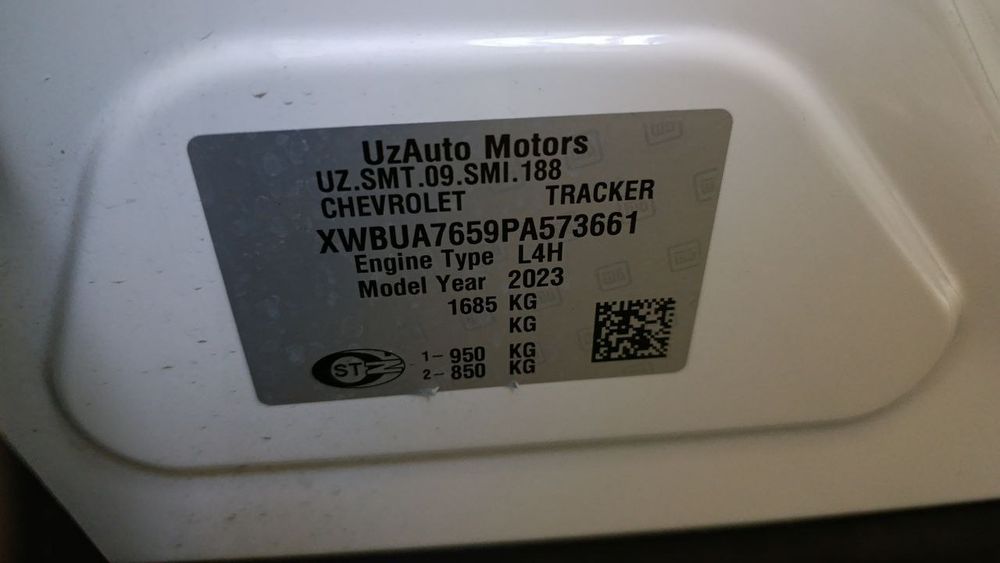 UzAuto Motors
UZ.SMT.09.SMI.188
CHEVROLET TRACKER
XWBUA7659PA573661
Engine Type L4H
Model Year 2023
1685 KG
KG
1- 950 KG
2- 850 KG